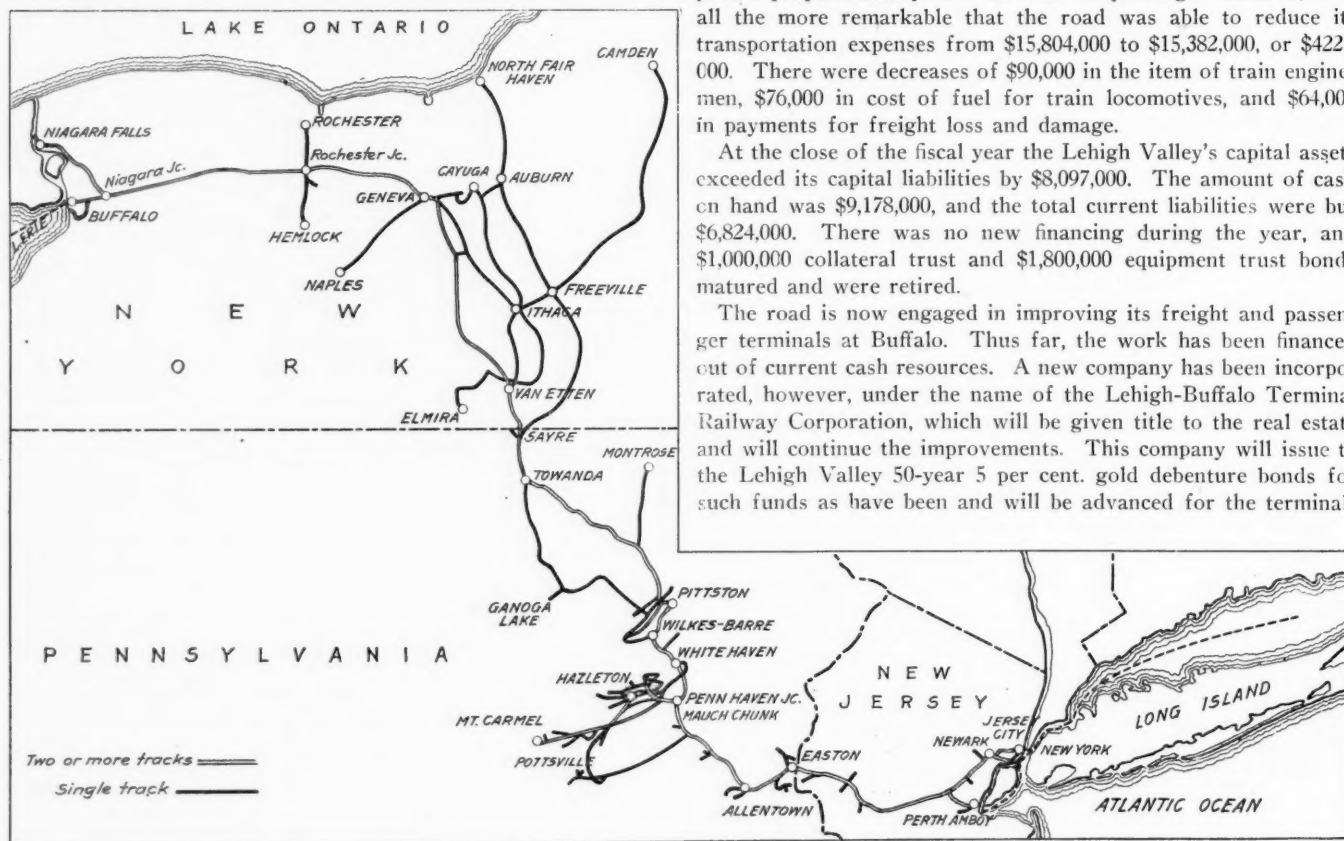 LAKE ONTARIO
CAMDEN
NORTH FAIR
HAVEN
NIAGARA FALLS
ROCHESTER
Niagara Jc.
Rochester Jc.
CAYUGA
AUBURN
GENEVA
BUFFALO
HEMLOCK
NAPLES
FREEVILLE
ITHACA
N E W
Y O R K
VAN ETTEN
ELMIRA
SAYRE
MONTROSE
TOWANDA
all the more remarkable that the road was able to reduce it
transportation expenses from $15,804,000 to $15,382,000, or $422
000. There were decreases of $90,000 in the item of train engine
men, $76,000 in cost of fuel for train locomotives, and $64,00
in payments for freight loss and damage.
At the close of the fiscal year the Lehigh Valley's capital asset
exceeded its capital liabilities by $8,097,000. The amount of cas
on hand was $9,178,000, and the total current liabilities were bu
$6,824,000. There was no new financing during the year, an
$1,000,000 collateral trust and $1,800,000 equipment trust bond
matured and were retired.
The road is now engaged in improving its freight and passen
ger terminals at Buffalo. Thus far, the work has been finance
out of current cash resources. A new company has been incorpo
rated, however, under the name of the Lehigh-Buffalo Termina
Railway Corporation, which will be given title to the real estat
and will continue the improvements. This company will issue t
the Lehigh Valley 50-year 5 per cent. gold debenture bonds fo
such funds as have been and will be advanced for the terminal
GANOGA
LAKE
PITTSTON
WILKES-BARRE
PENNSYLVANIA
WHITE HAVEN
HAZLETON
PENN HAVEN JC.
MAUCH CHUNK
MT. CARMEL
POTTSVILLE
NEW
JERSEY
LONG ISLAND
JERSEY
CITY
NEWARK
NEW YORK
EASTON
ALLENTOWN
PERTH AMBOY
ATLANTIC OCEAN
Two or more tracks
Single track